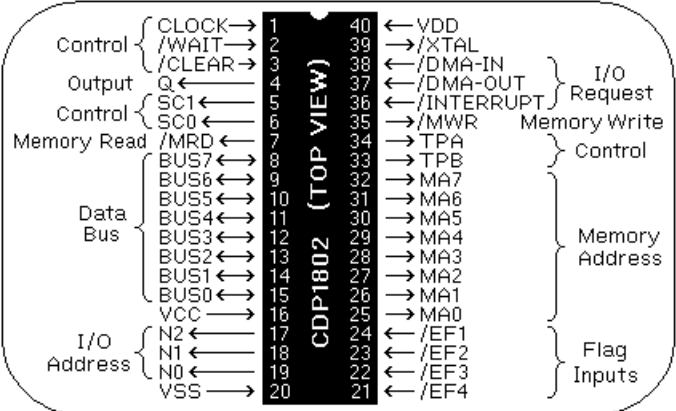 CLOCK 1 40 VDD
Control /WAIT 2 39 /XTAL
/CLEAR 3 38 /DMA-IN
Output Q 4 37 /DMA-OUT I/O
Control SC1 5 36 /INTERRUPT Request
SC0 6 35 /MWR Memory Write
Memory Read /MRD 7 34 TPA Control
BUS7 8 33 TPB
BUS6 9 32 MA7
BUS5 10 31 MA6
Data BUS4 11 30 MA5
Bus BUS3 12 29 MA4 Memory
BUS2 13 28 MA3 Address
BUS1 14 27 MA2
BUS0 15 26 MA1
VCC 16 25 MA0
I/O N2 17 24 /EF1
Address N1 18 23 /EF2 Flag
N0 19 22 /EF3 Inputs
VSS 20 21 /EF4
CDP1802 (TOP VIEW)